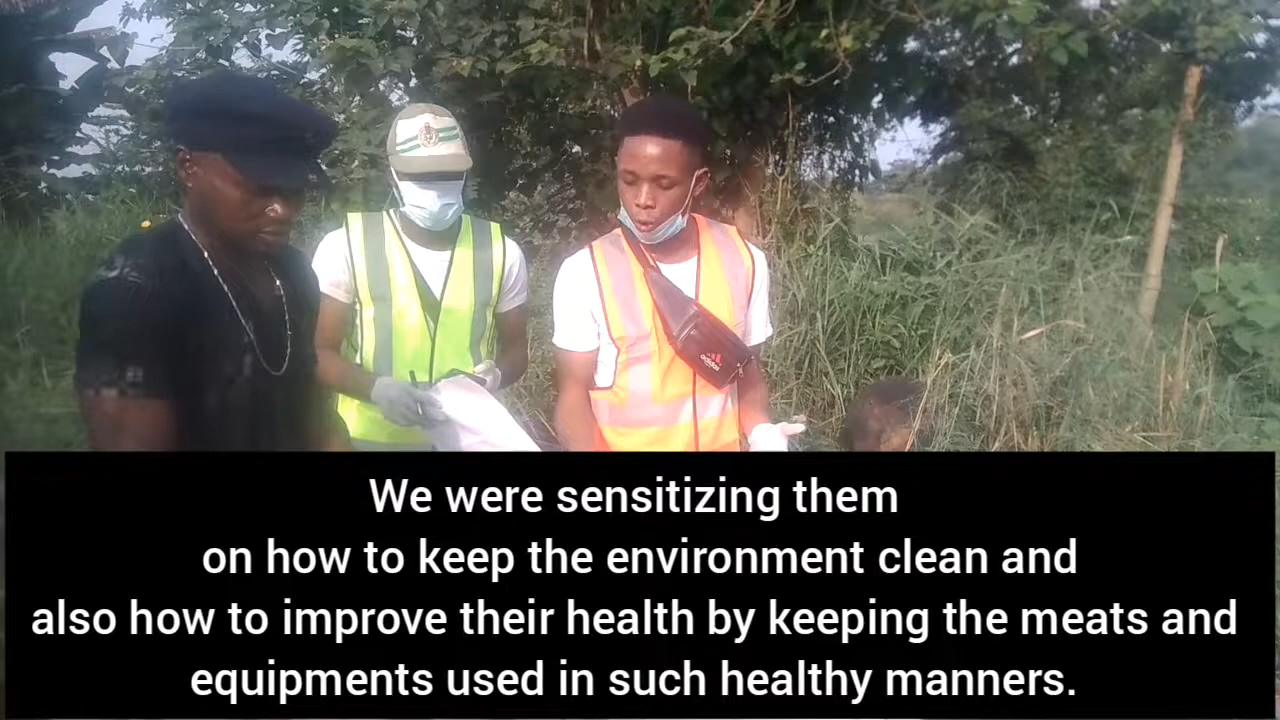 adidas
We were sensitizing them
on how to keep the environment clean and
also how to improve their health by keeping the meats and
equipments used in such healthy manners.